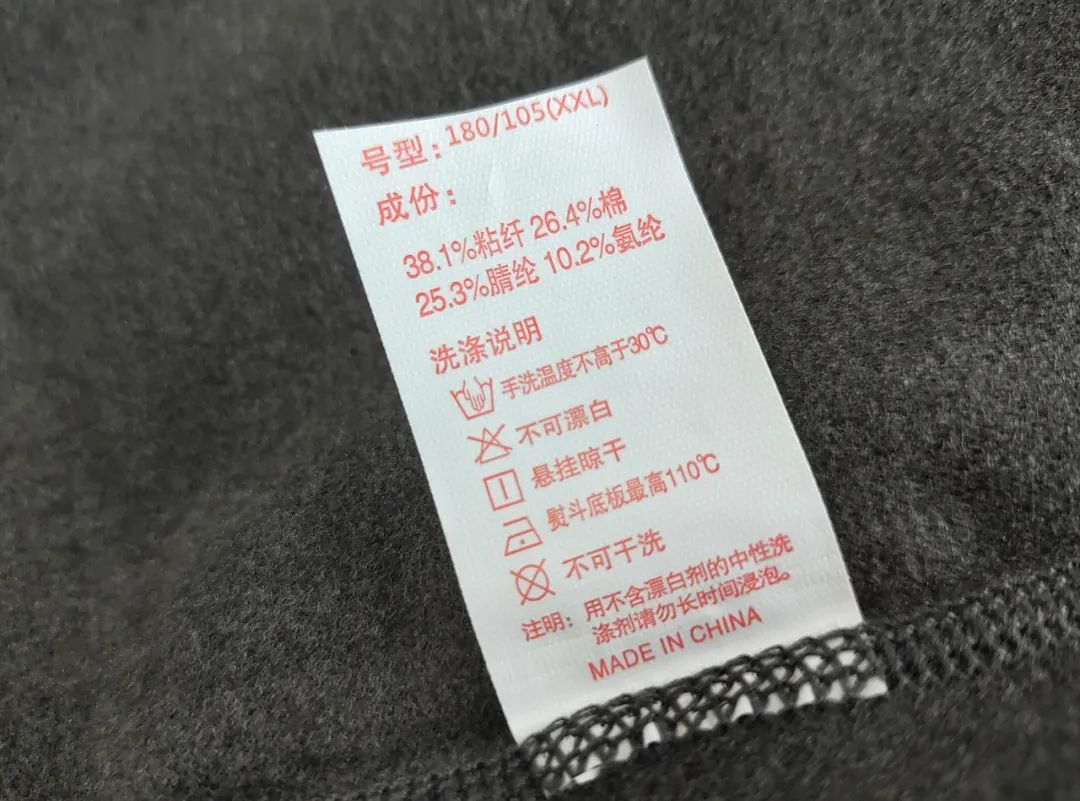 号型：180/105(XXL)
成份：
38.1%粘纤 26.4%棉
25.3%腈纶 10.2%氨纶
洗涤说明
手洗温度不高于30℃
不可漂白
悬挂晾干
熨斗底板最高110℃
不可干洗
注明：用不含漂白剂的中性洗
涤剂请勿长时间浸泡。
MADE IN CHINA